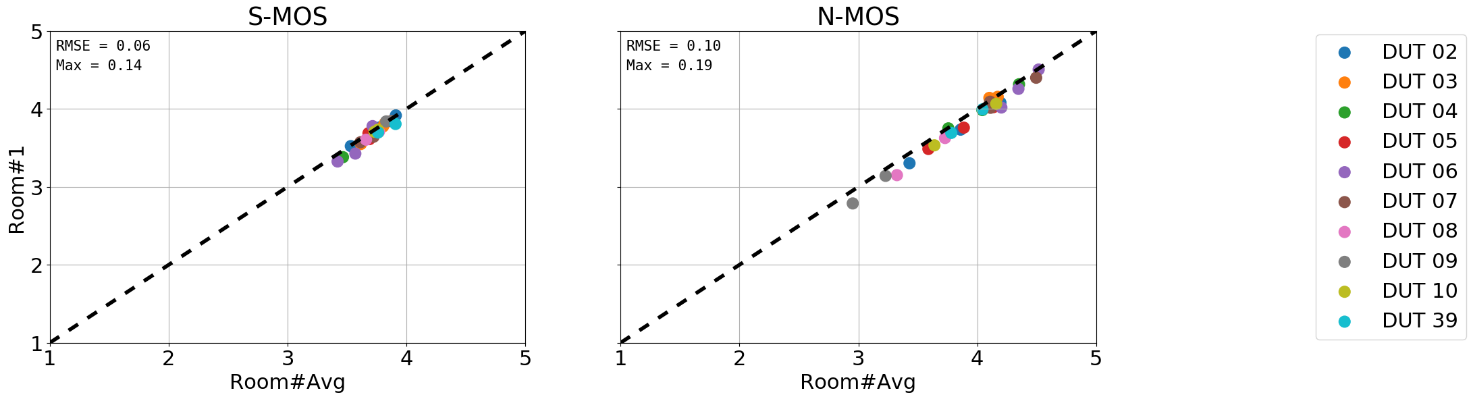 S-MOS
RMSE = 0.06
Max = 0.14
5
4
3
2
1
Room#1
1
2
3
4
5
Room#Avg
N-MOS
RMSE = 0.10
Max = 0.19
1
2
3
4
5
Room#Avg
DUT 02
DUT 03
DUT 04
DUT 05
DUT 06
DUT 07
DUT 08
DUT 09
DUT 10
DUT 39